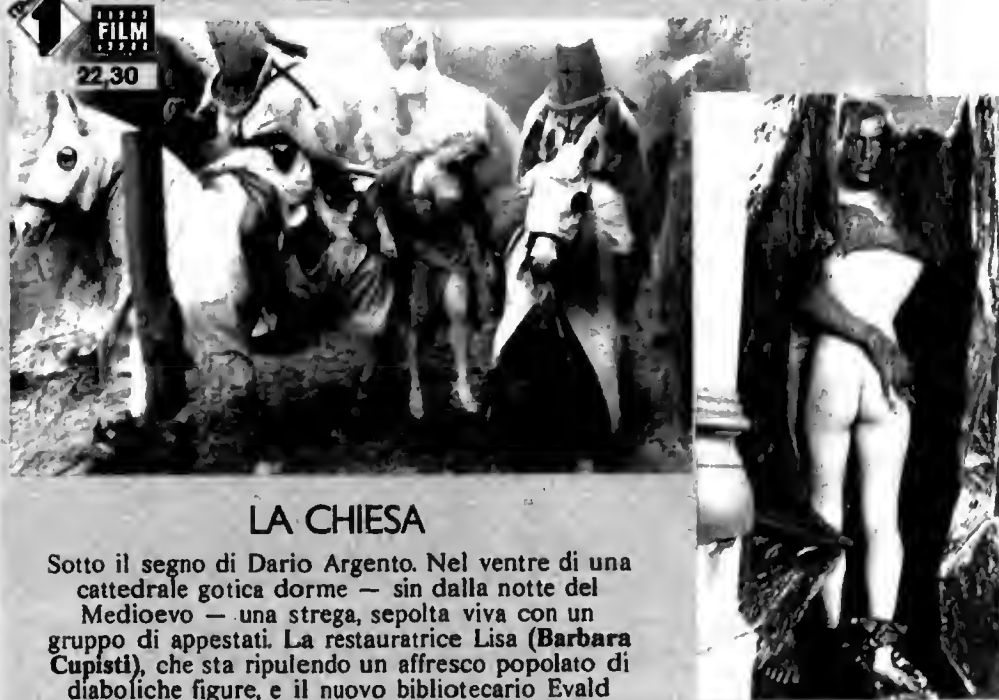 1
FILM
22,30
LA CHIESA
Sotto il segno di Dario Argento. Nel ventre di una
cattedrale gotica dorme — sin dalla notte del
Medioevo — una strega, sepolta viva con un
gruppo di appestati. La restauratrice Lisa (Barbara
Cupisti), che sta ripulendo un affresco popolato di
diaboliche figure, e il nuovo bibliotecario Evald